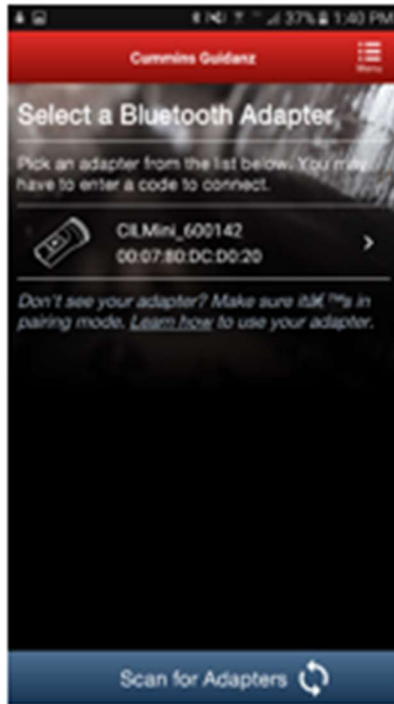 37% 1:40 PM
Cummins Guidanz
Menu
Select a Bluetooth Adapter
Pick an adapter from the list below. You may
have to enter a code to connect.
CILMini_600142
00:07:80:DC:D0:20
Don't see your adapter? Make sure itâ€™s in
pairing mode. Learn how to use your adapter.
Scan for Adapters